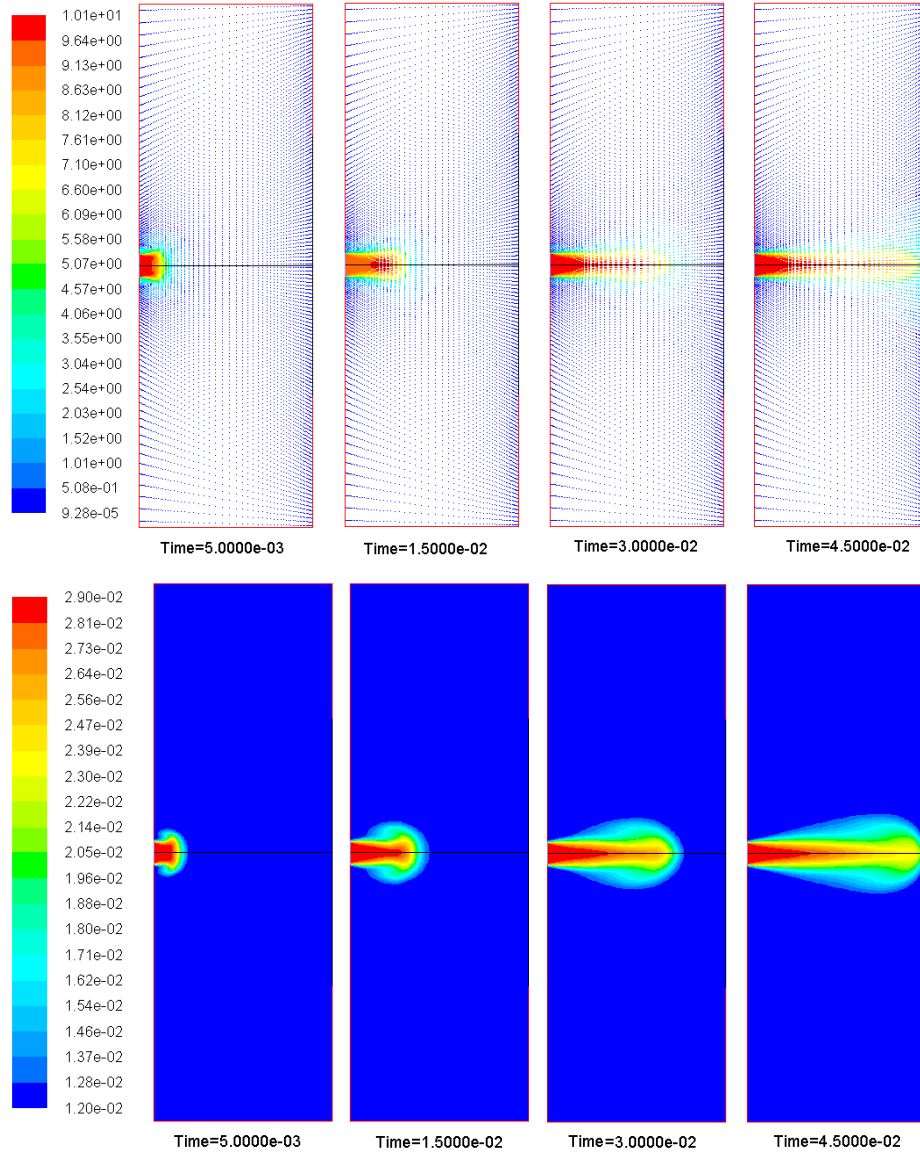 1.01e+01
9.64e+00
9.13e+00
8.63e+00
8.12e+00
7.61e+00
7.10e+00
6.60e+00
6.09e+00
5.58e+00
5.07e+00
4.57e+00
4.06e+00
3.55e+00
3.04e+00
2.54e+00
2.03e+00
1.52e+00
1.01e+00
5.08e-01
9.28e-05
Time=5.0000e-03
Time=1.5000e-02
Time=3.0000e-02
Time=4.5000e-02
2.90e-02
2.81e-02
2.73e-02
2.64e-02
2.56e-02
2.47e-02
2.39e-02
2.30e-02
2.22e-02
2.14e-02
2.05e-02
1.96e-02
1.88e-02
1.80e-02
1.71e-02
1.62e-02
1.54e-02
1.46e-02
1.37e-02
1.28e-02
1.20e-02
Time=5.0000e-03
Time=1.5000e-02
Time=3.0000e-02
Time=4.5000e-02